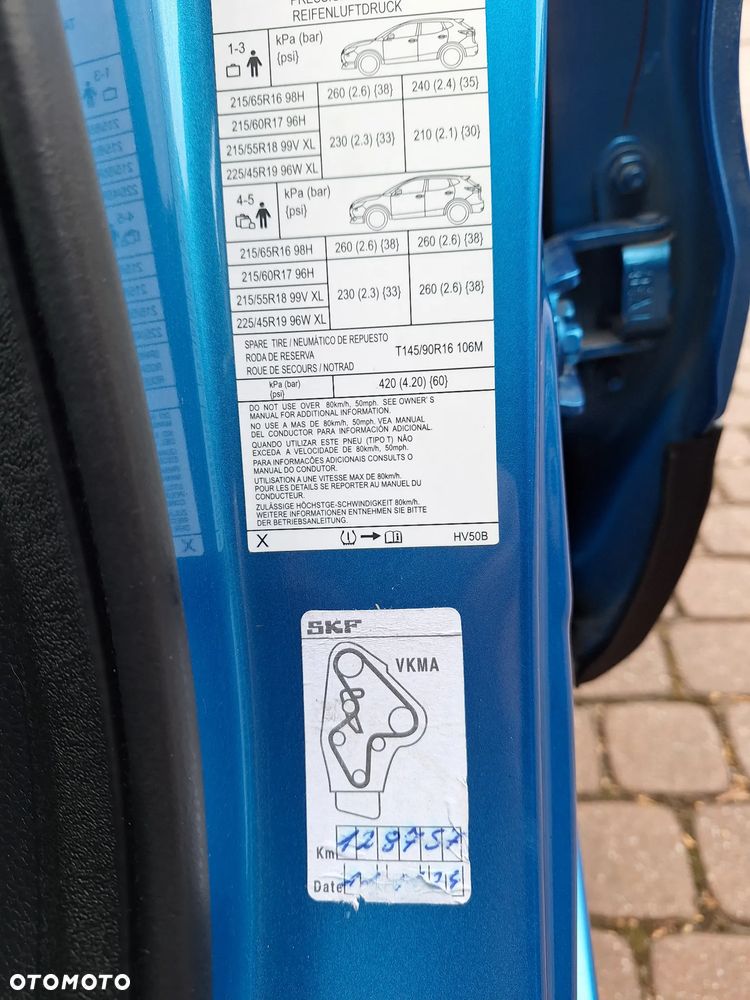 REIFENLUFTDRUCK
1-3
kPa (bar)
{psi}
215/65R16 98H 260 (2.6) {38} 240 (2.4) {35}
215/60R17 96H
215/55R18 99V XL 230 (2.3) {33} 210 (2.1) {30}
225/45R19 96W XL
4-5
kPa (bar)
{psi}
215/65R16 98H 260 (2.6) {38} 260 (2.6) {38}
215/60R17 96H
215/55R18 99V XL 230 (2.3) {33} 260 (2.6) {38}
225/45R19 96W XL
SPARE TIRE / NEUMÁTICO DE REPUESTO
RODA DE RESERVA T145/90R16 106M
ROUE DE SECOURS / NOTRAD
kPa (bar)
{psi} 420 (4.20) {60}
DO NOT USE OVER 80km/h, 50mph. SEE OWNER´S
MANUAL FOR ADDITIONAL INFORMATION.
NO USE A MAS DE 80km/h, 50mph. VEA MANUAL
DEL CONDUCTOR PARA INFORMACIÓN ADICIONAL.
QUANDO UTILIZAR ESTE PNEU (TIPO T) NÃO
EXCEDA A VELOCIDADE DE 80km/h, 50mph.
PARA INFORMAÇÕES ADICIONAIS CONSULTS O
MANUAL DO CONDUTOR.
UTILISATION A UNE VITESSE MAX DE 80km/h.
POUR LES DETAILS SE REPORTER AU MANUEL DU
CONDUCTEUR.
ZULÄSSIGE HÖCHSTGE-SCHWINDIGKEIT 80km/h.
WEITERE INFORMATIONEN ENTNEHMEN SIE BITTE
DER BETRIEBSANLEITUNG.
X HV50B
SKF
VKMA
Km 128757
Date
OTOMOTO